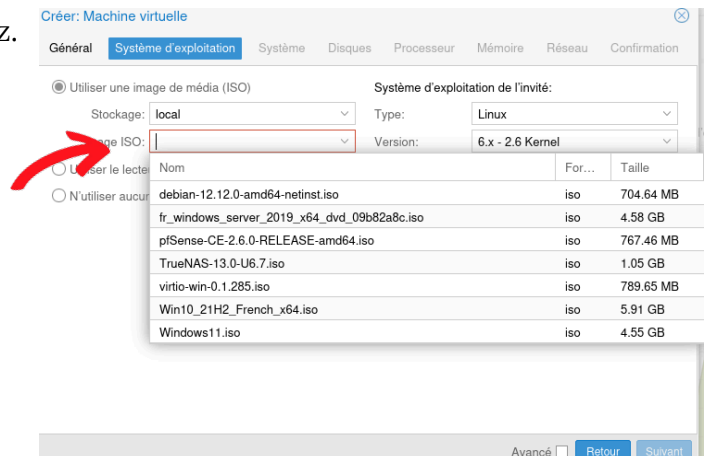 z.
Créer: Machine virtuelle
Général Système d'exploitation Système Disques Processeur Mémoire Réseau Confirmation
Utiliser une image de média (ISO) Système d'exploitation de l'invité:
Stockage: local Type: Linux
ge ISO: Version: 6.x - 2.6 Kernel
Utiliser le lecte
N'utiliser aucur
Nom For... Taille
debian-12.12.0-amd64-netinst.iso iso 704.64 MB
fr_windows_server_2019_x64_dvd_09b82a8c.iso iso 4.58 GB
pfSense-CE-2.6.0-RELEASE-amd64.iso iso 767.46 MB
TrueNAS-13.0-U6.7.iso iso 1.05 GB
virtio-win-0.1.285.iso iso 789.65 MB
Win10_21H2_French_x64.iso iso 5.91 GB
Windows11.iso iso 4.55 GB
Avancé Retour Suivant